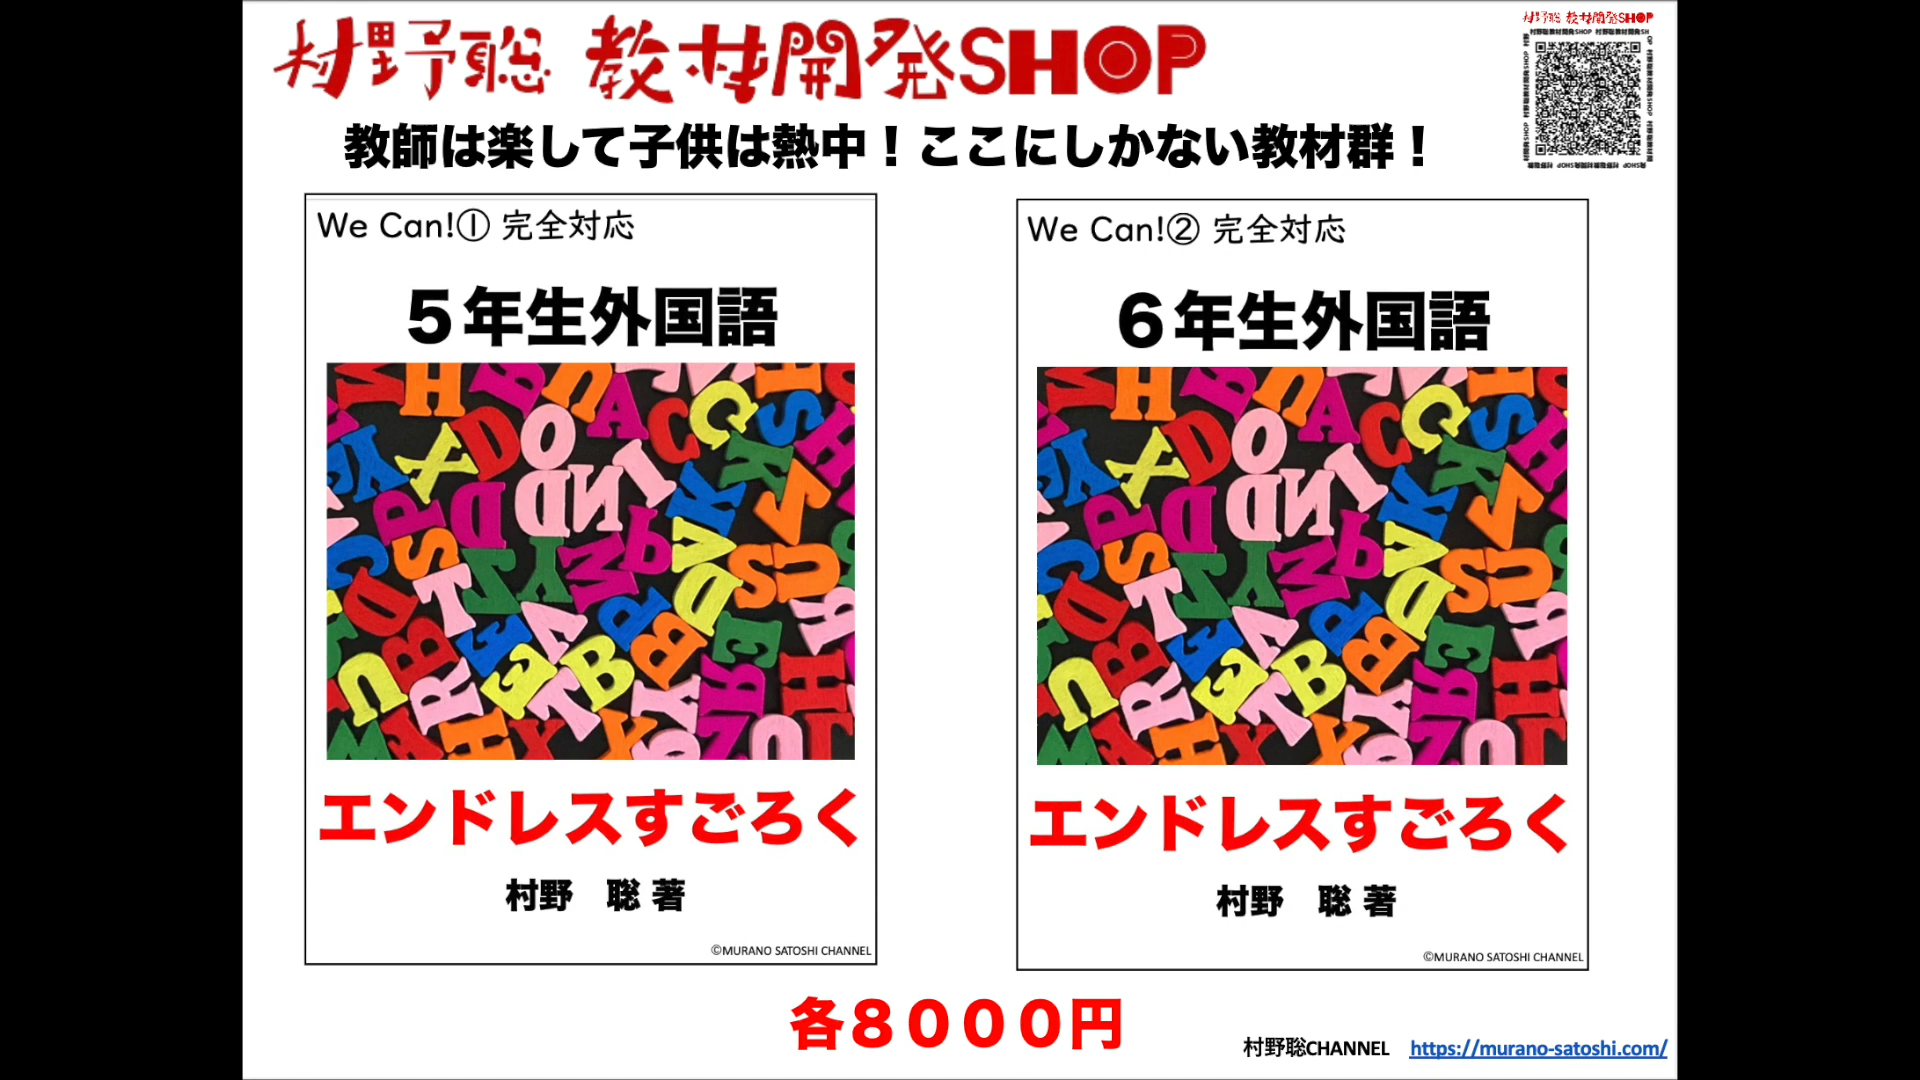 村野聡 教材開発SHOP
村野聡 教材開発SHOP
教師は楽して子供は熱中！ここにしかない教材群！
We Can!① 完全対応
５年生外国語
エンドレスすごろく
村野　聡 著
©MURANO SATOSHI CHANNEL
We Can!② 完全対応
６年生外国語
エンドレスすごろく
村野　聡 著
©MURANO SATOSHI CHANNEL
各８０００円
村野聡CHANNEL https://murano-satoshi.com/